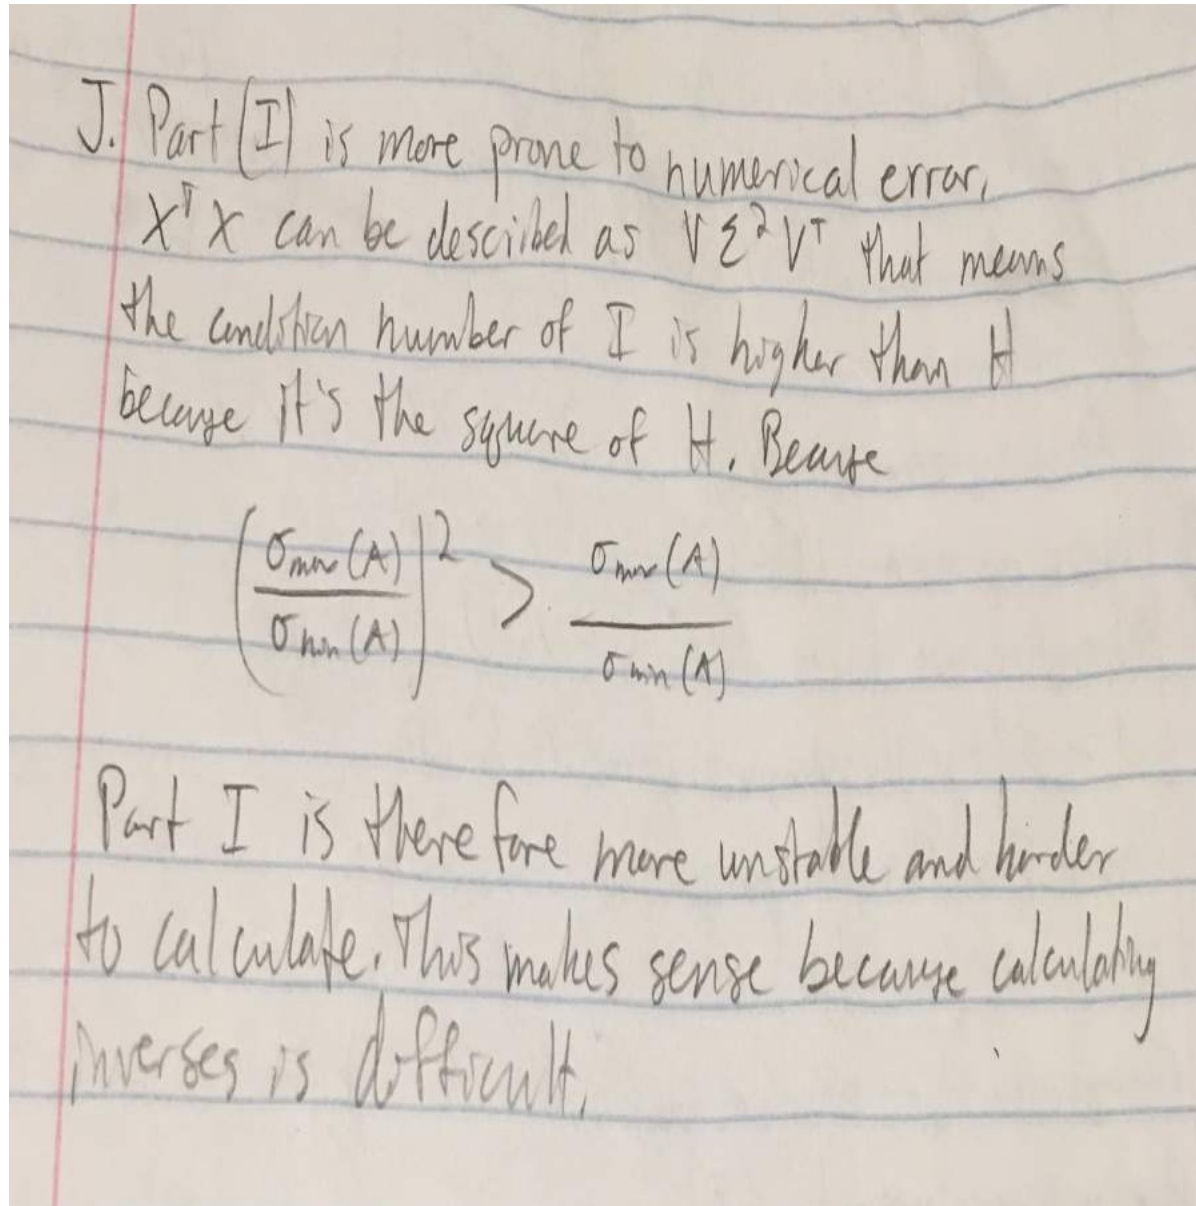 J. Part (I) is more prone to numerical error,
XᵀX can be described as VΣ²Vᵀ that means
the condition number of I is higher than H
because it's the square of H. Because
(σmax(A) / σmin(A))² > σmax(A) / σmin(A)
Part I is therefore more unstable and harder
to calculate. This makes sense because calculating
inverses is difficult.